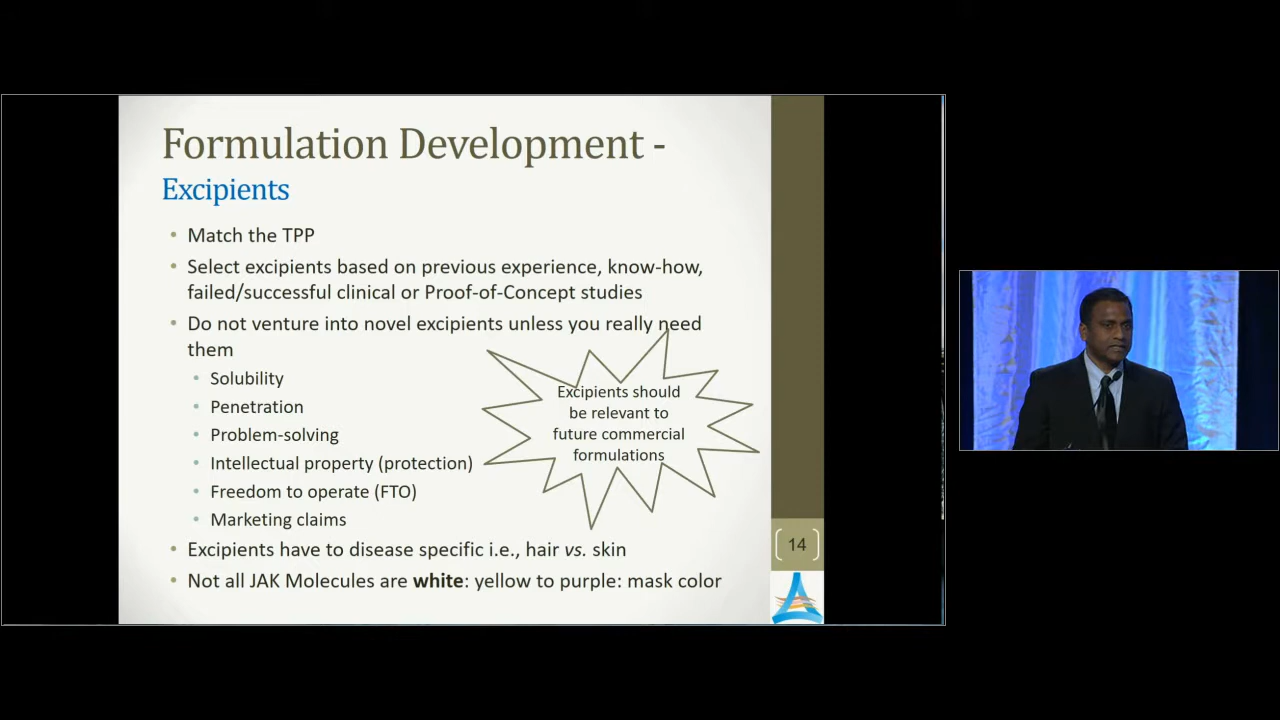 Formulation Development -
Excipients
• Match the TPP
• Select excipients based on previous experience, know-how,
failed/successful clinical or Proof-of-Concept studies
• Do not venture into novel excipients unless you really need
them
• Solubility
• Penetration
• Problem-solving
• Intellectual property (protection)
• Freedom to operate (FTO)
• Marketing claims
Excipients should
be relevant to
future commercial
formulations
• Excipients have to disease specific i.e., hair vs. skin
• Not all JAK Molecules are white: yellow to purple: mask color
14